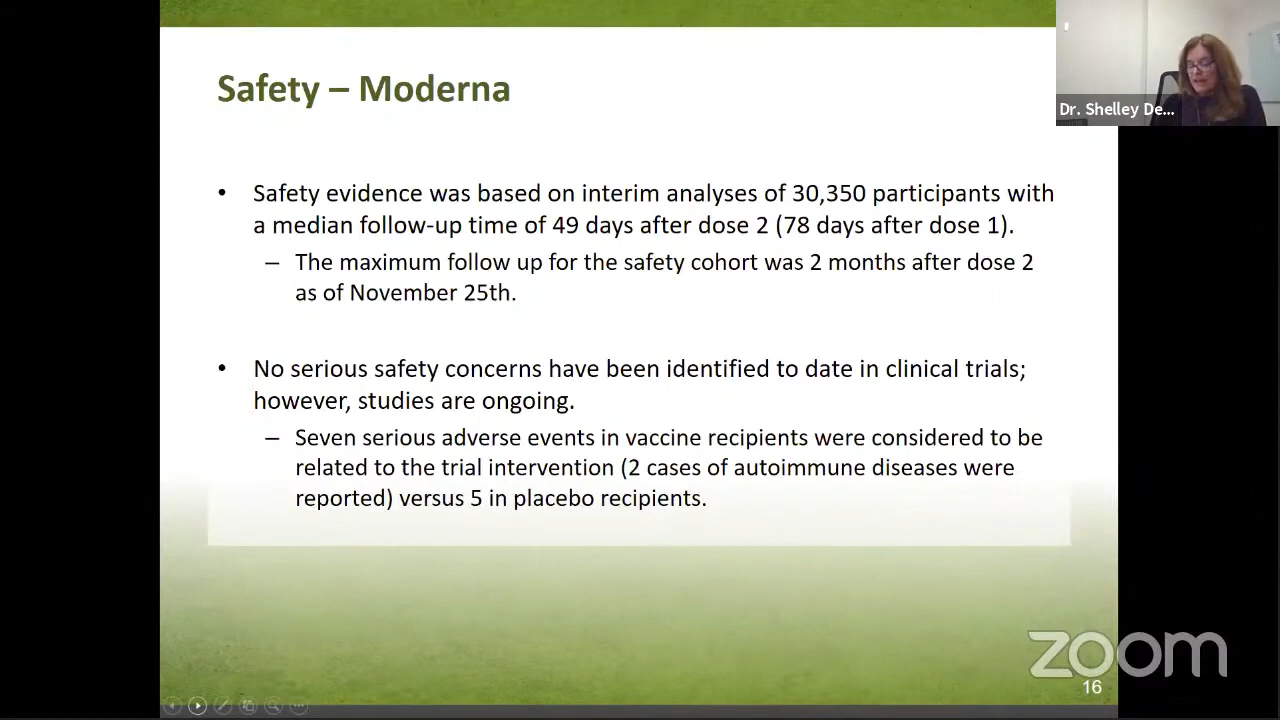 Safety – Moderna
Dr. Shelley De...
• Safety evidence was based on interim analyses of 30,350 participants with
a median follow-up time of 49 days after dose 2 (78 days after dose 1).
– The maximum follow up for the safety cohort was 2 months after dose 2
as of November 25th.
• No serious safety concerns have been identified to date in clinical trials;
however, studies are ongoing.
– Seven serious adverse events in vaccine recipients were considered to be
related to the trial intervention (2 cases of autoimmune diseases were
reported) versus 5 in placebo recipients.
zoom
16